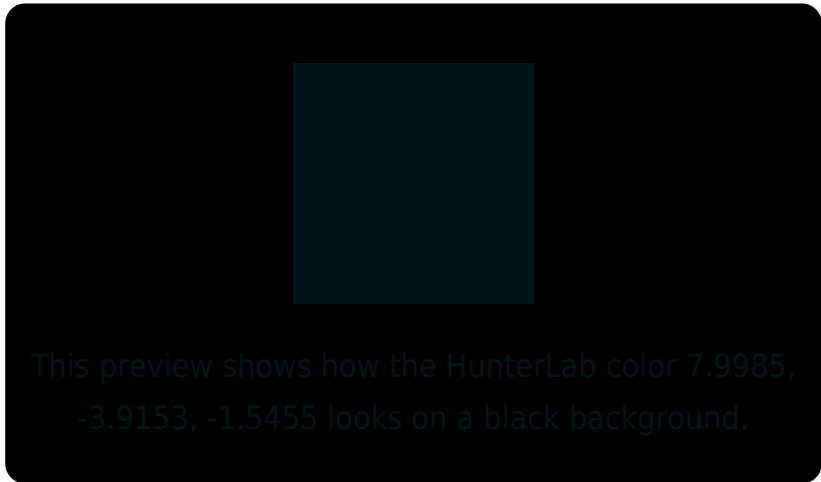 This preview shows how the HunterLab color 7.9985,
-3.9153, -1.5455 looks on a black background.